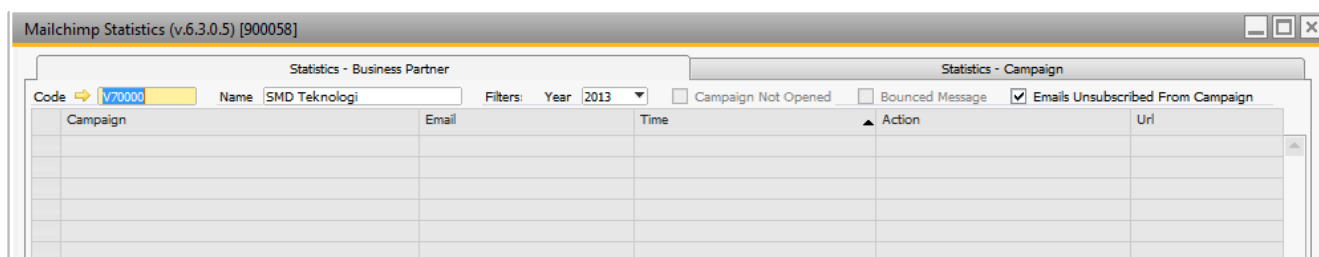 Mailchimp Statistics (v.6.3.0.5) [900058]
Statistics - Business Partner Statistics - Campaign
Code V70000 Name SMD Teknologi Filters: Year 2013 Campaign Not Opened Bounced Message Emails Unsubscribed From Campaign
Campaign Email Time Action Url